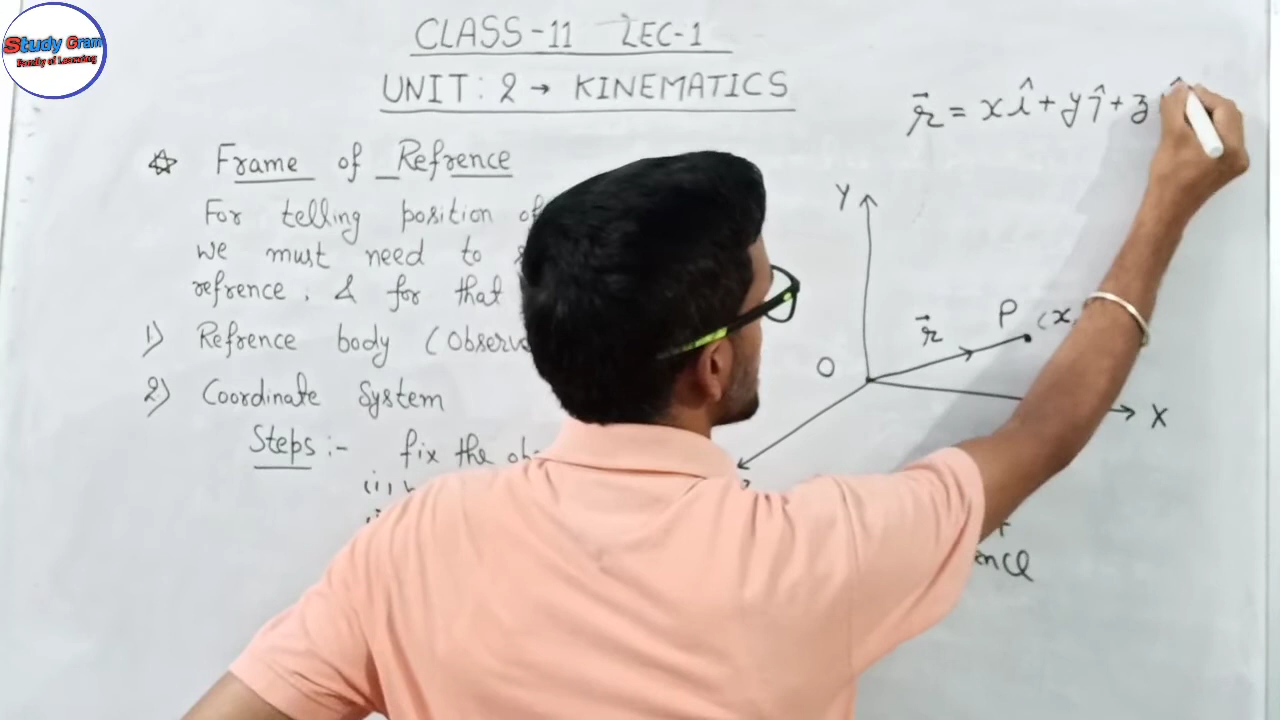 Study Gram
Family of Learning
CLASS-11 LEC-1
UNIT: 2 → KINEMATICS
r⃗ = xî + yĵ + z
☆ Frame of Refrence
For telling position of
we must need to
refrence, & for that
1) Refrence body (Observ
2) Coordinate System
Steps:- fix the ob
(i)
Y
P (x,
r⃗
O
X
ence